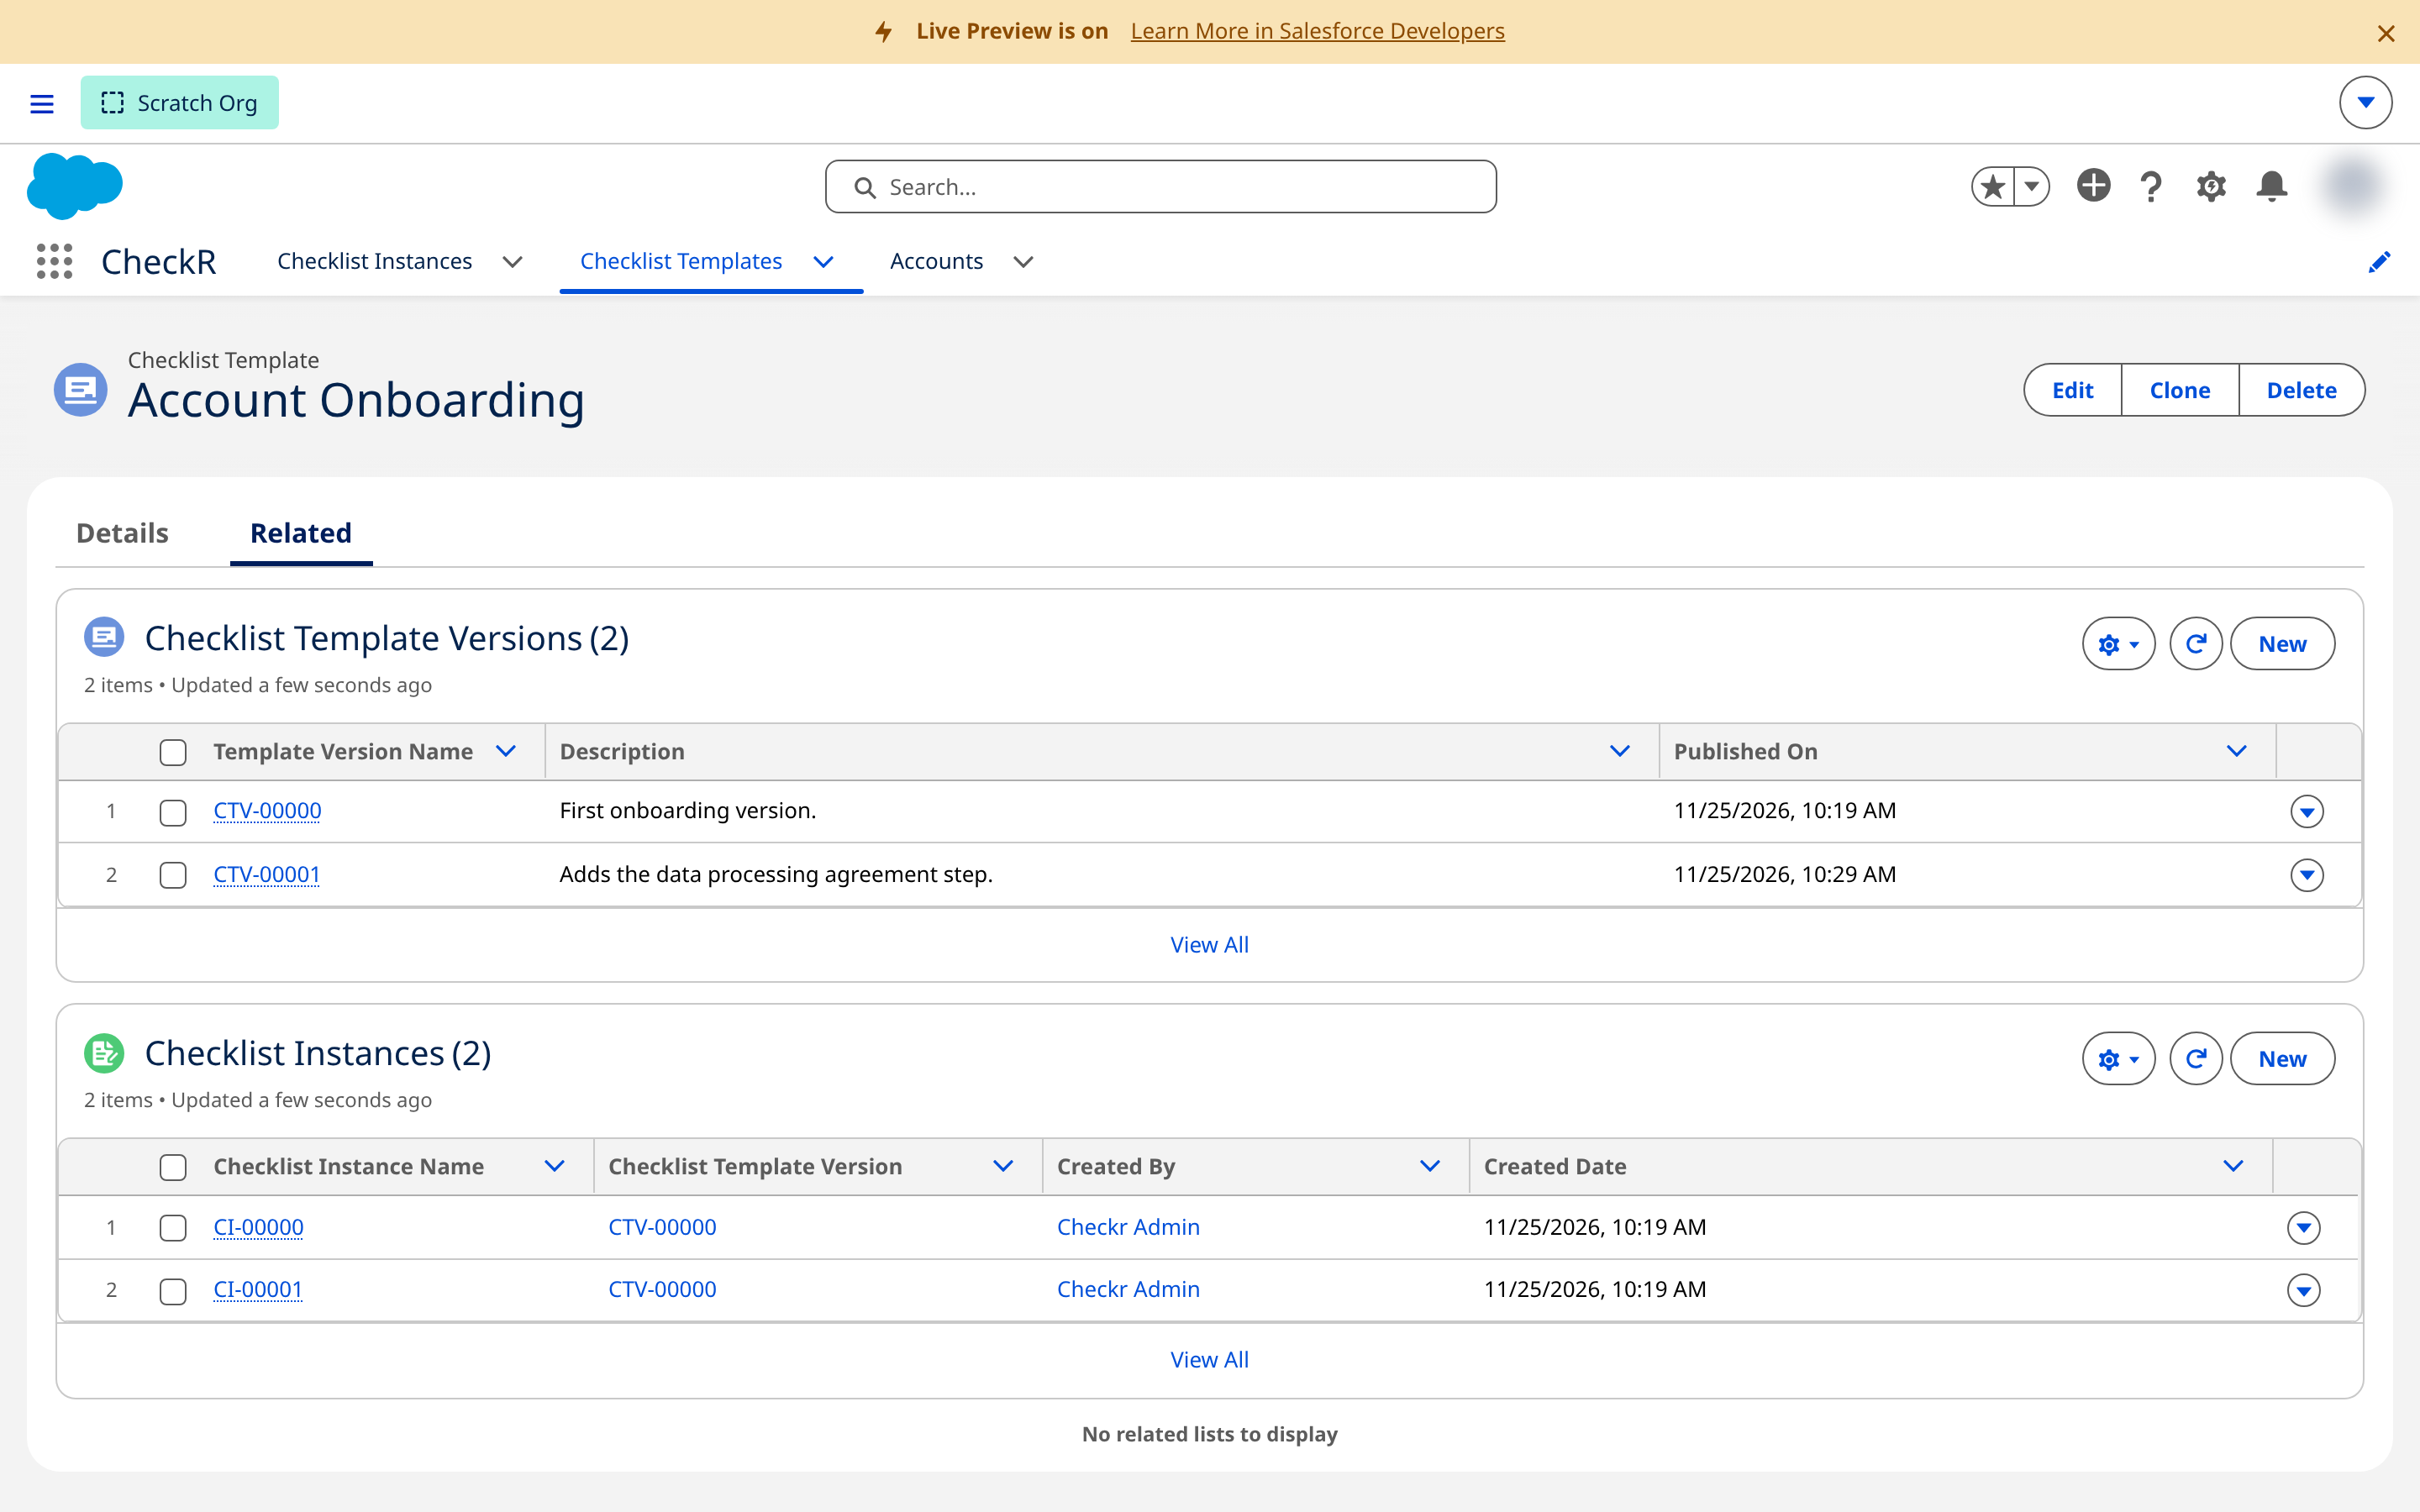 Live Preview is on Learn More in Salesforce Developers
Scratch Org
Search...
CheckR Checklist Instances Checklist Templates Accounts
Checklist Template
Account Onboarding
Edit Clone Delete
Details Related
Checklist Template Versions (2)
New
2 items • Updated a few seconds ago
Template Version Name Description Published On
1 CTV-00000 First onboarding version. 11/25/2026, 10:19 AM
2 CTV-00001 Adds the data processing agreement step. 11/25/2026, 10:29 AM
View All
Checklist Instances (2)
New
2 items • Updated a few seconds ago
Checklist Instance Name Checklist Template Version Created By Created Date
1 CI-00000 CTV-00000 Checkr Admin 11/25/2026, 10:19 AM
2 CI-00001 CTV-00000 Checkr Admin 11/25/2026, 10:19 AM
View All
No related lists to display